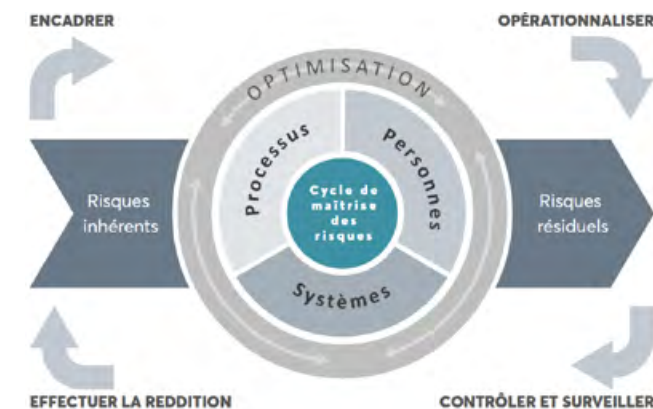 ENCADRER
OPÉRATIONNALISER
OPTIMISATION
Processus
Personnes
Cycle de
maîtrise
des
risques
Risques
inhérents
Risques
résiduels
Systèmes
EFFECTUER LA REDDITION
CONTRÔLER ET SURVEILLER